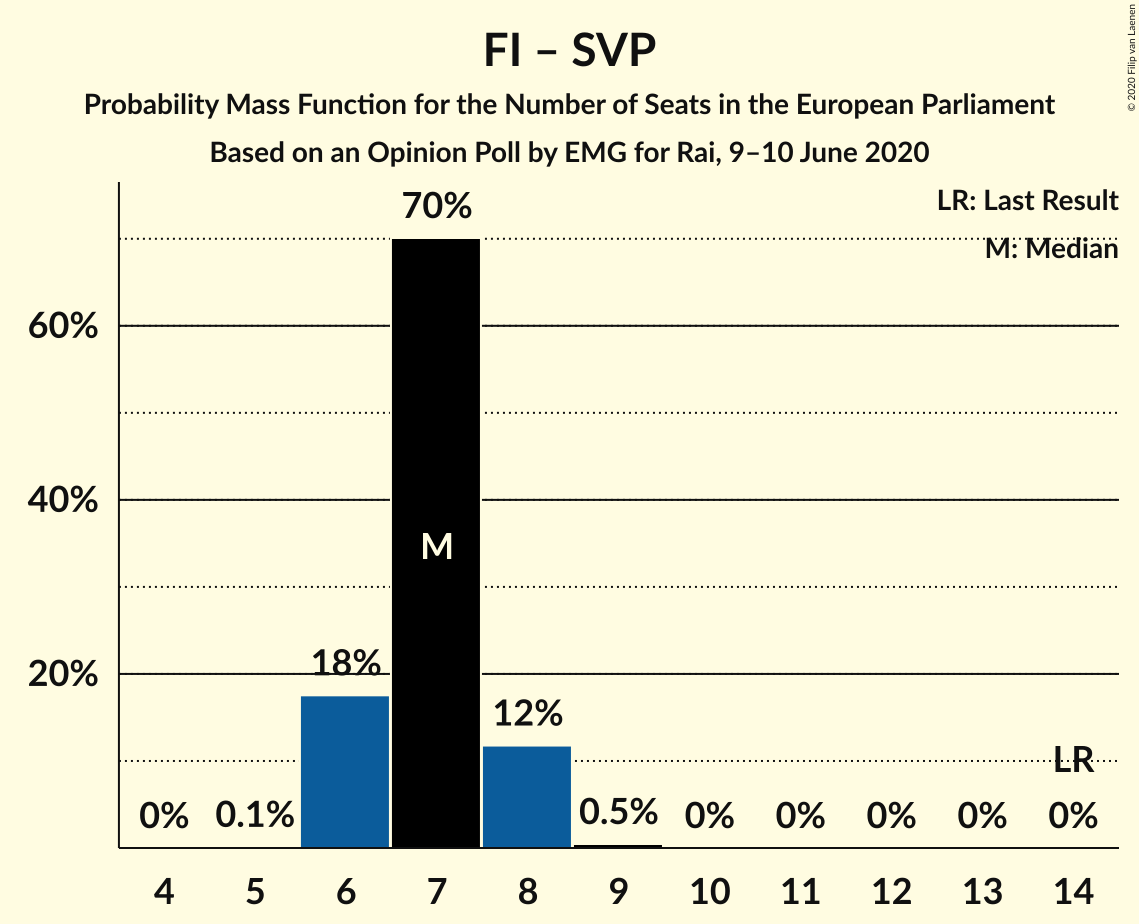 FI – SVP
Probability Mass Function for the Number of Seats in the European Parliament
Based on an Opinion Poll by EMG for Rai, 9–10 June 2020
© 2020 Filip van Laenen
LR: Last Result
M: Median
70%
60%
40%
M
20%
18%
12%
LR
0% 0.1% 0.5% 0% 0% 0% 0% 0%
4 5 6 7 8 9 10 11 12 13 14